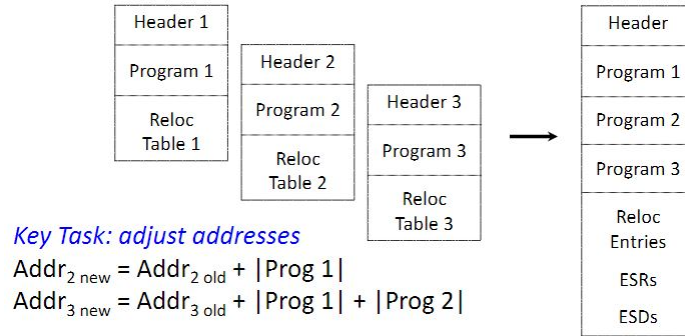 Header 1
Program 1
Reloc
Table 1
Header 2
Program 2
Reloc
Table 2
Header 3
Program 3
Reloc
Table 3
Header
Program 1
Program 2
Program 3
Reloc
Entries
ESRs
ESDs
Key Task: adjust addresses
Addr2 new = Addr2 old + |Prog 1|
Addr3 new = Addr3 old + |Prog 1| + |Prog 2|